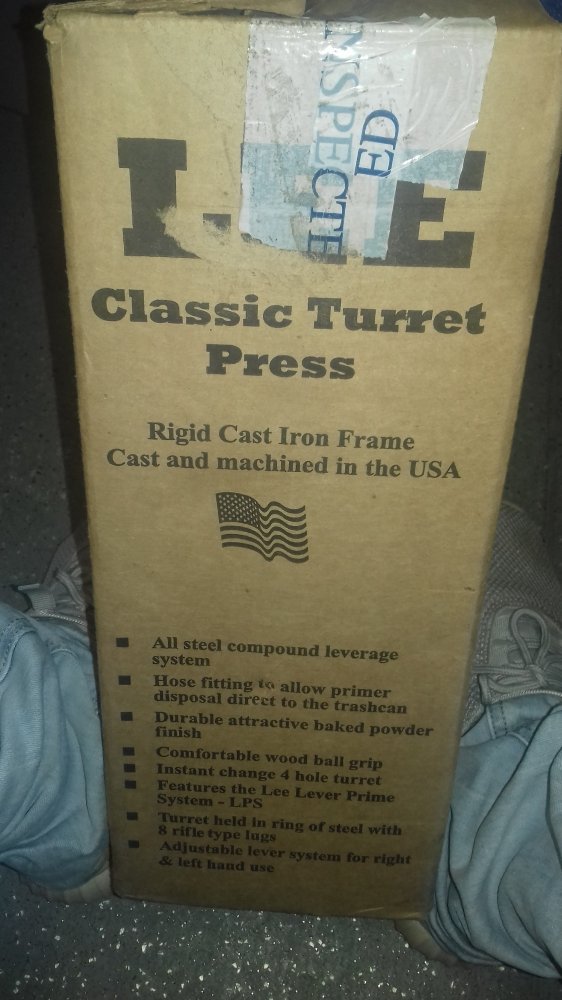 INSPECTED
LEE
Classic Turret
Press
Rigid Cast Iron Frame
Cast and machined in the USA
All steel compound leverage
system
Hose fitting to allow primer
disposal direct to the trashcan
Durable attractive baked powder
finish
Comfortable wood ball grip
Instant change 4 hole turret
Features the Lee Lever Prime
System - LPS
Turret held in ring of steel with
8 rifle type lugs
Adjustable lever system for right
& left hand use